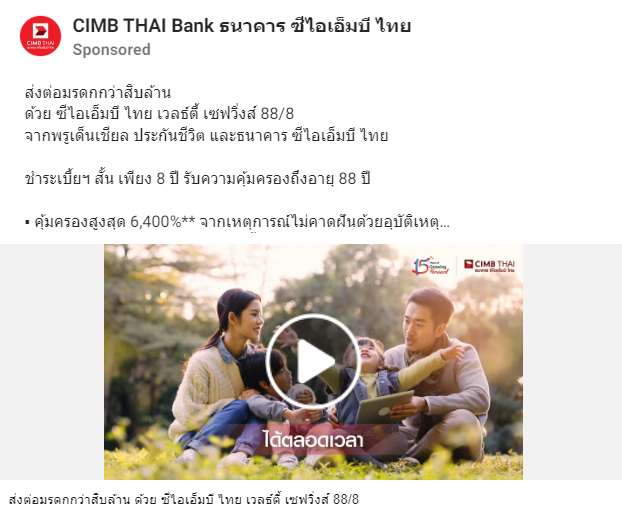 CIMB THAI Bank ธนาคาร ซีไอเอ็มบี ไทย
Sponsored
ส่งต่อมรดกกว่าสิบล้าน
ด้วย ซีไอเอ็มบี ไทย เวลธ์ตี้ เซฟวิ่งส์ 88/8
จากพรูเด็นเชียล ประกันชีวิต และธนาคาร ซีไอเอ็มบี ไทย
ชำระเบี้ยฯ สั้น เพียง 8 ปี รับความคุ้มครองถึงอายุ 88 ปี
▪ คุ้มครองสูงสุด 6,400%** จากเหตุการณ์ไม่คาดฝันด้วยอุบัติเหตุ...
15 Years of Growing Forward
CIMB THAI
ธนาคาร ซีไอเอ็มบี ไทย
ได้ตลอดเวลา
ส่งต่อมรดกกว่าสิบล้าน ด้วย ซีไอเอ็มบี ไทย เวลธ์ตี้ เซฟวิ่งส์ 88/8